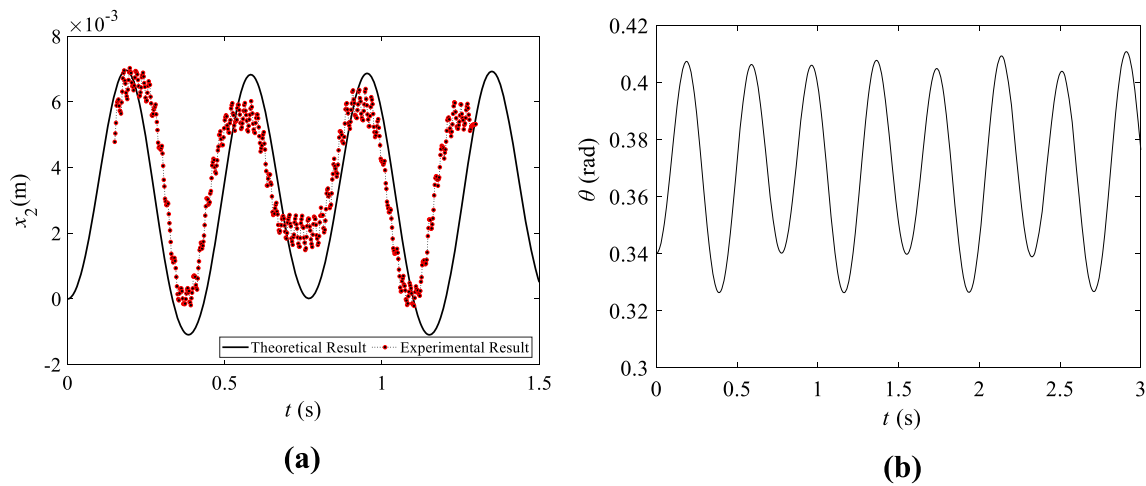 ×10⁻³
8
6
4
2
0
-2
x₂(m)
0 0.5 1 1.5
t (s)
Theoretical Result Experimental Result
(a)
0.42
0.4
0.38
0.36
0.34
0.32
0.3
θ (rad)
0 0.5 1 1.5 2 2.5 3
t (s)
(b)